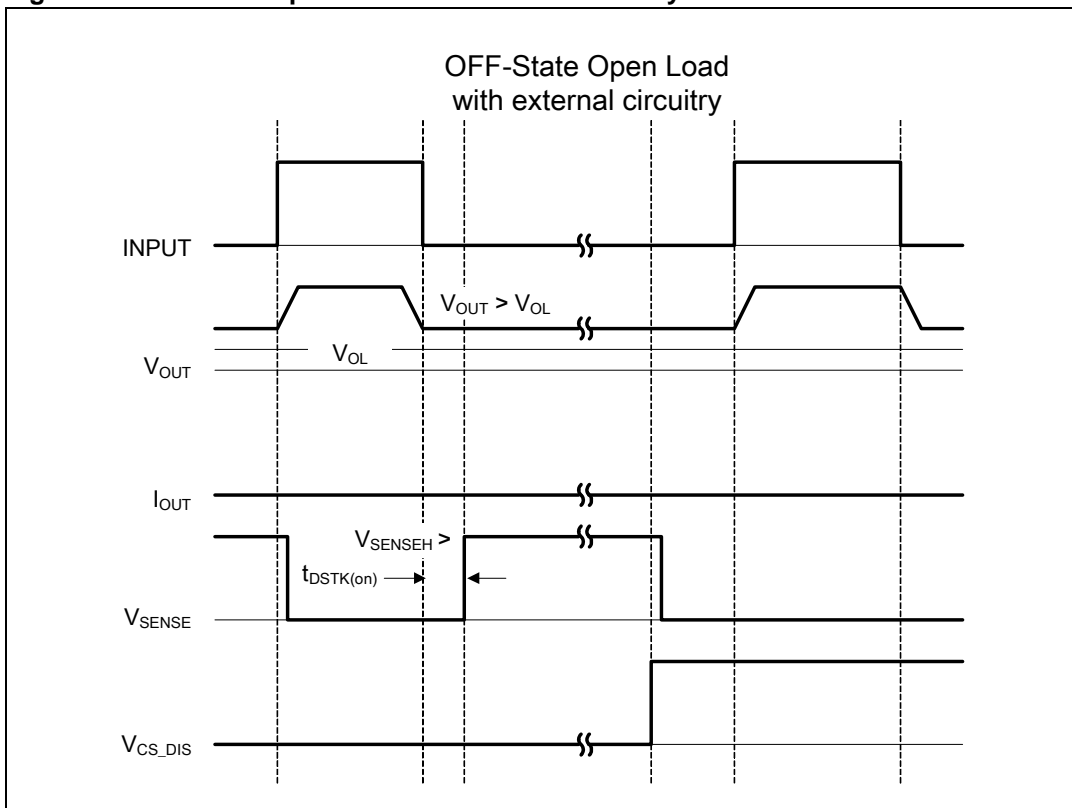 OFF-State Open Load
with external circuitry
INPUT
VOUT > VOL
VOL
VOUT
IOUT
VSENSEH >
tDSTK(on)
VSENSE
VCS_DIS